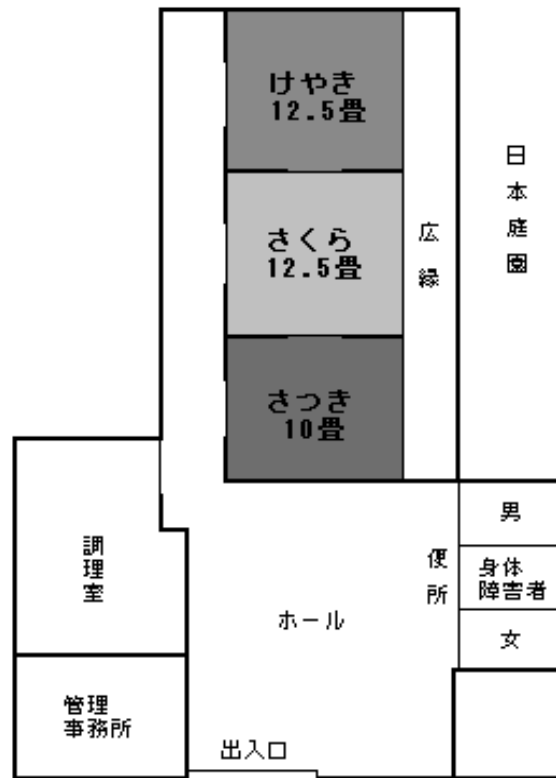 けやき
12.5畳
さくら
12.5畳
さつき
10畳
広縁
日本庭園
調理室
ホール
便所
男
身体
障害者
女
管理
事務所
出入口